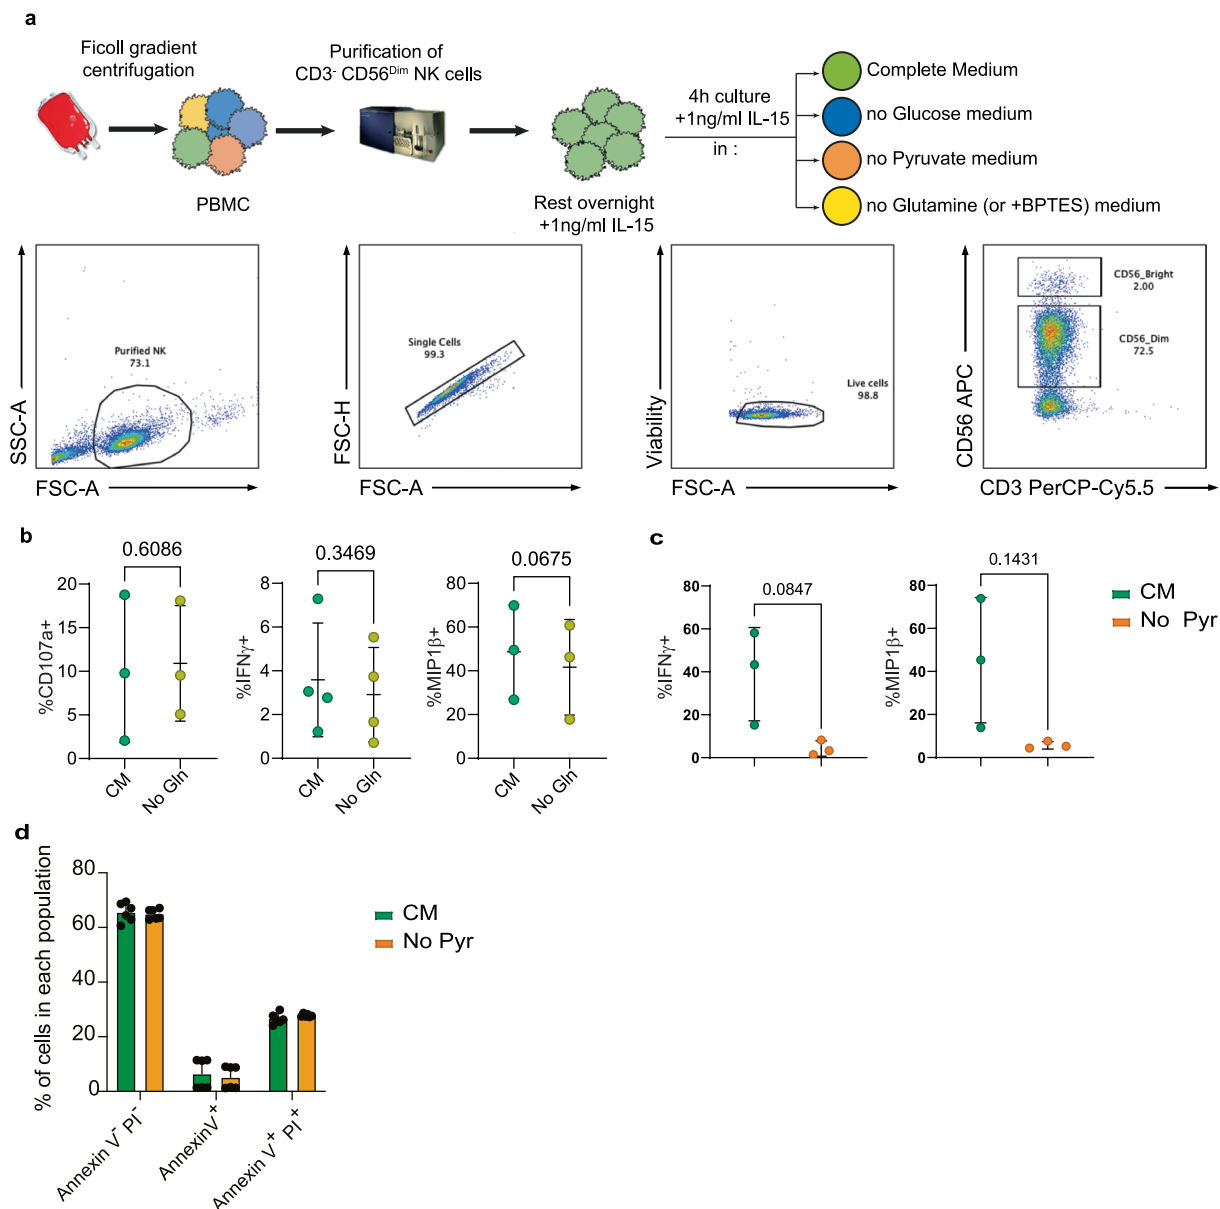 a
Ficoll gradient
centrifugation
PBMC
Purification of
CD3- CD56Dim NK cells
Rest overnight
+1ng/ml IL-15
4h culture
+1ng/ml IL-15
in :
Complete Medium
no Glucose medium
no Pyruvate medium
no Glutamine (or +BPTES) medium
SSC-A
Purified NK
73.1
FSC-A
FSC-H
Single Cells
99.3
FSC-A
Viability
Live cells
98.8
FSC-A
CD56 APC
CD56_Bright
2.00
CD56_Dim
72.5
CD3 PerCP-Cy5.5
b
%CD107a+
0.6086
20
15
10
5
0
CM
No Gln
%IFNγ+
0.3469
8
6
4
2
0
CM
No Gln
%MIP1β+
0.0675
80
60
40
20
0
CM
No Gln
c
%IFNγ+
0.0847
80
60
40
20
0
%MIP1β+
0.1431
80
60
40
20
0
CM
No Pyr
d
% of cells in each population
80
60
40
20
0
Annexin V- PI-
AnnexinV+
Annexin V+ PI+
CM
No Pyr